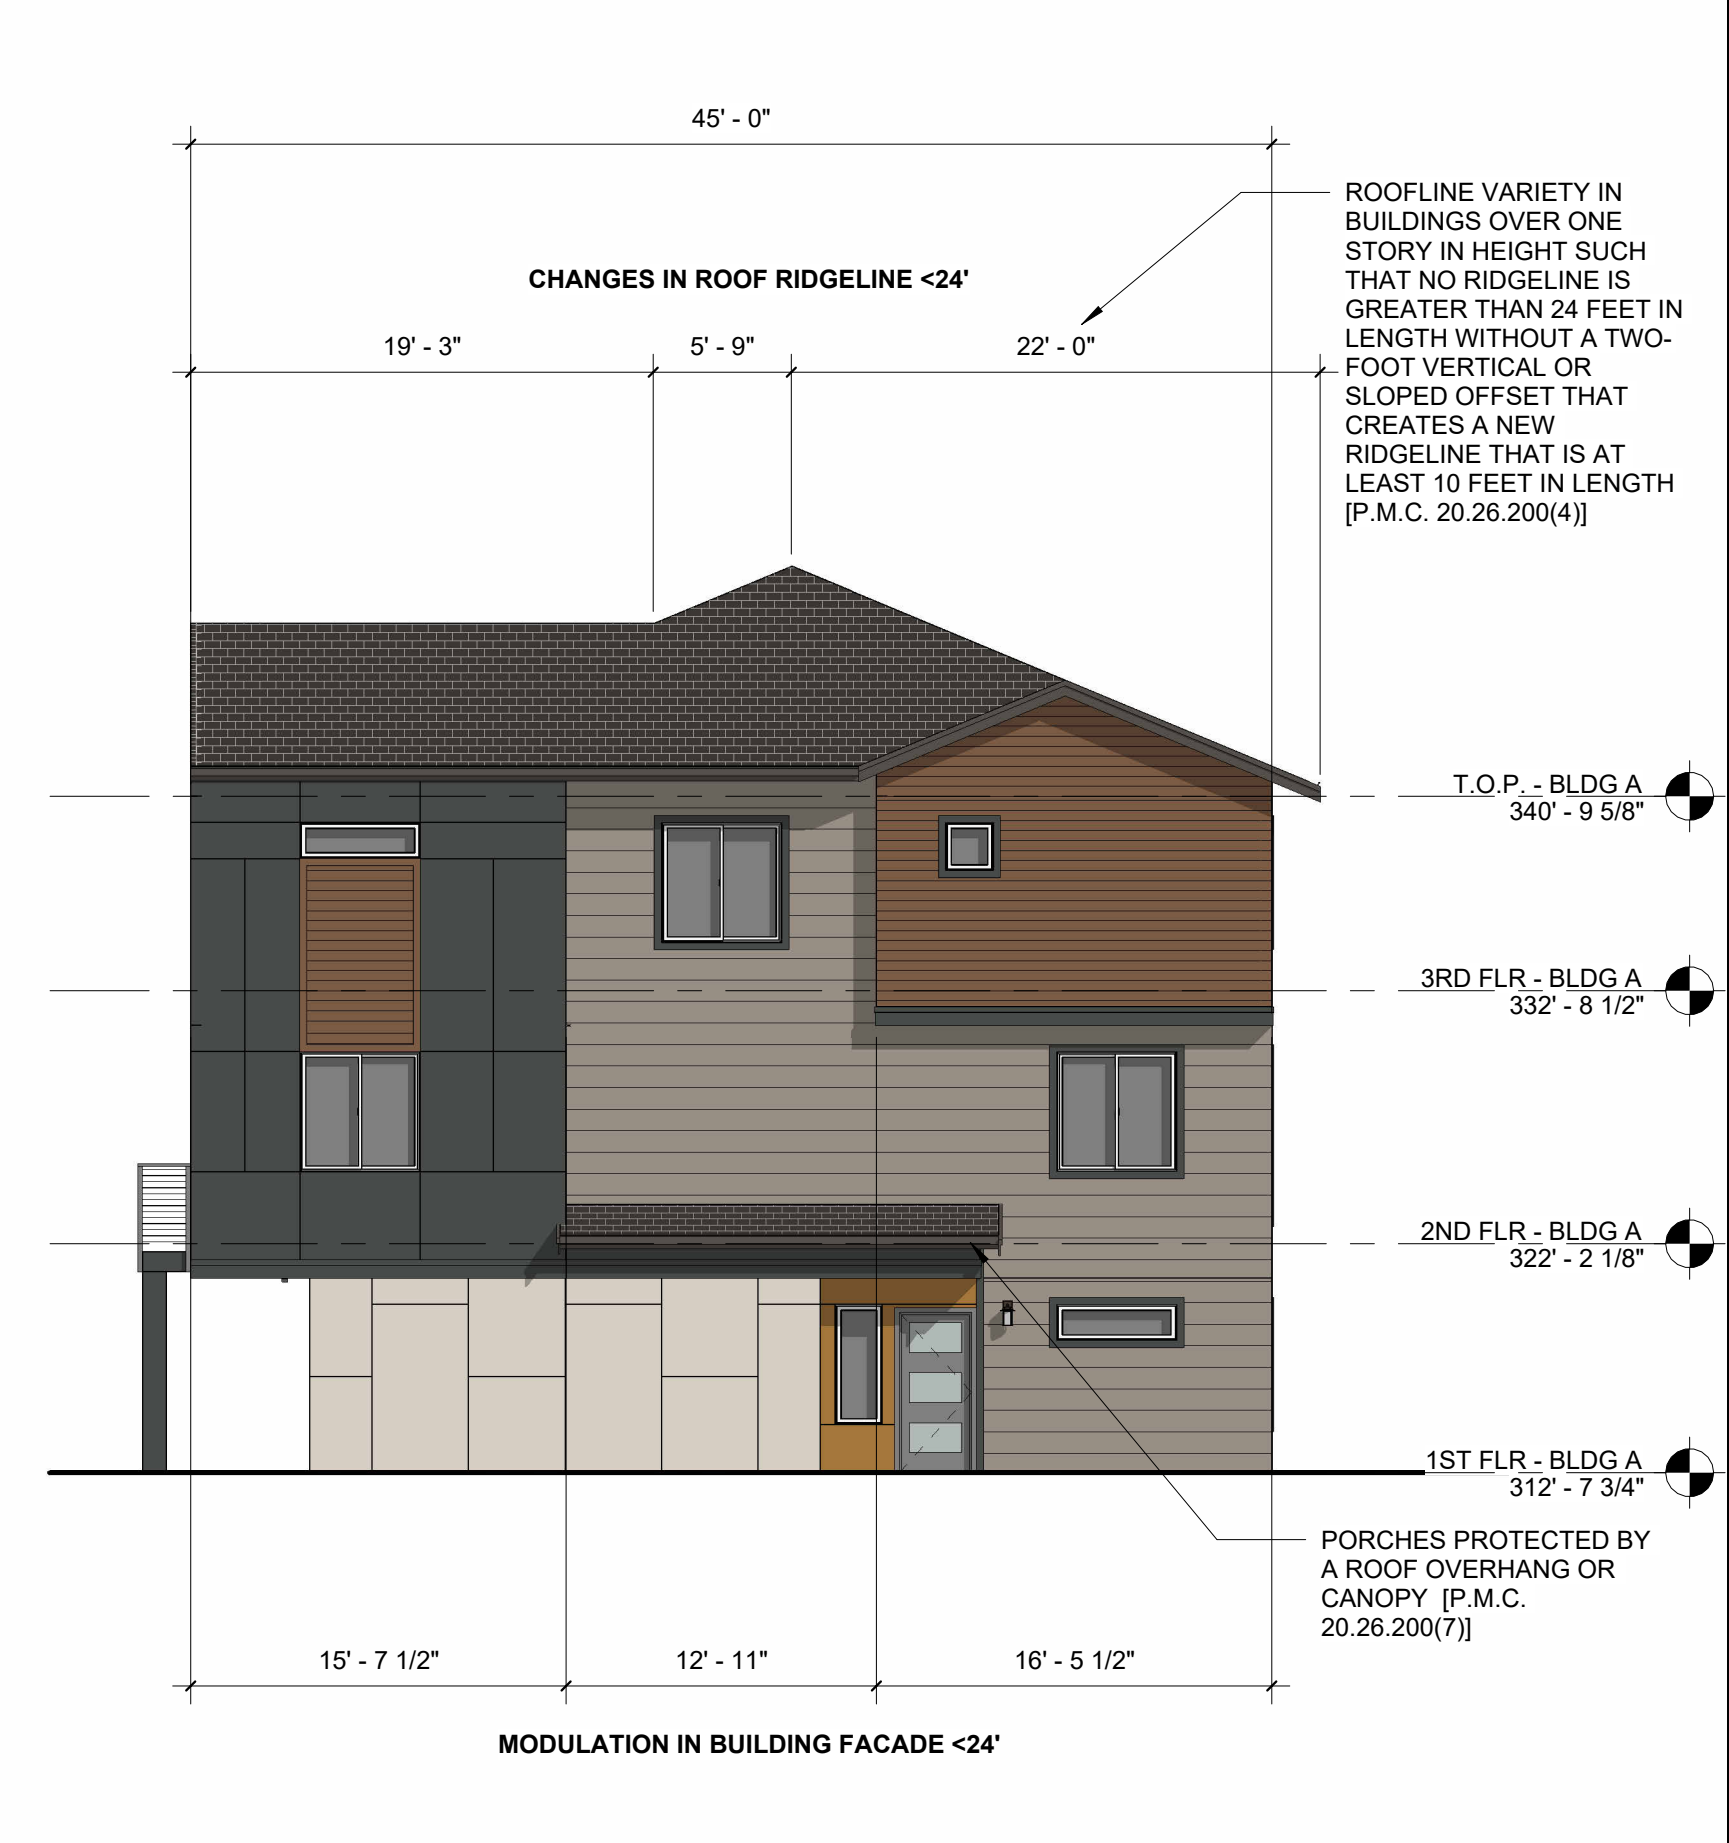 45' - 0"
ROOFLINE VARIETY IN
BUILDINGS OVER ONE
STORY IN HEIGHT SUCH
THAT NO RIDGELINE IS
GREATER THAN 24 FEET IN
LENGTH WITHOUT A TWO-
FOOT VERTICAL OR
SLOPED OFFSET THAT
CREATES A NEW
RIDGELINE THAT IS AT
LEAST 10 FEET IN LENGTH
[P.M.C. 20.26.200(4)]
CHANGES IN ROOF RIDGELINE <24'
19' - 3"
5' - 9"
22' - 0"
T.O.P. - BLDG A
340' - 9 5/8"
3RD FLR - BLDG A
332' - 8 1/2"
2ND FLR - BLDG A
322' - 2 1/8"
1ST FLR - BLDG A
312' - 7 3/4"
PORCHES PROTECTED BY
A ROOF OVERHANG OR
CANOPY  [P.M.C.
20.26.200(7)]
15' - 7 1/2"
12' - 11"
16' - 5 1/2"
MODULATION IN BUILDING FACADE <24'